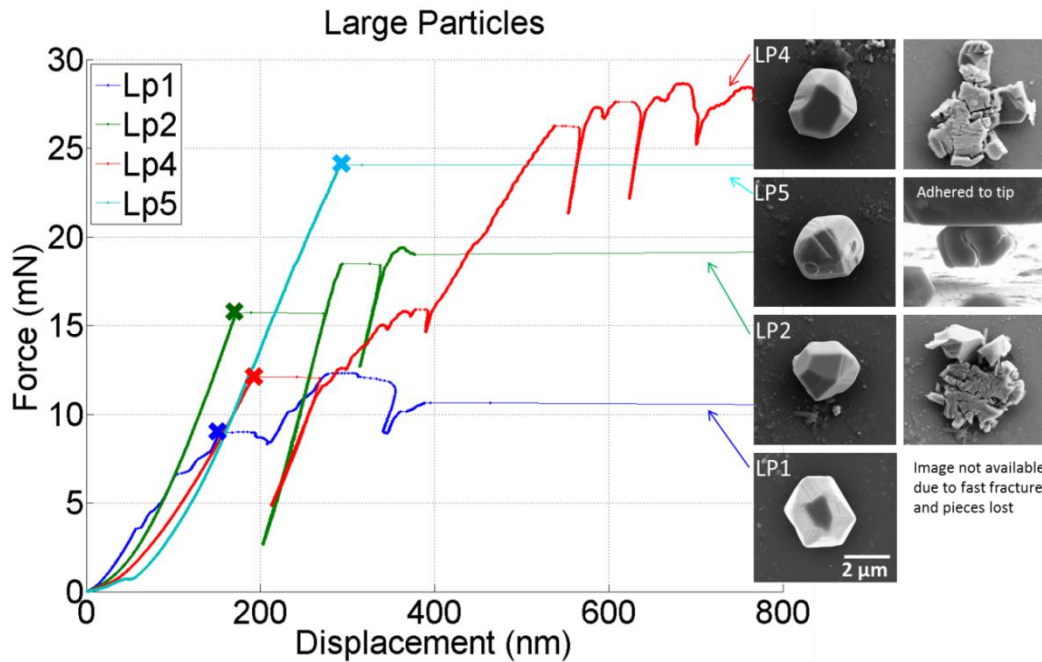 Large Particles
Force (mN)
30
25
20
15
10
5
0
Lp1
Lp2
Lp4
Lp5
0
200
400
600
800
Displacement (nm)
LP4
LP5
Adhered to tip
LP2
LP1
2 µm
Image not available
due to fast fracture
and pieces lost